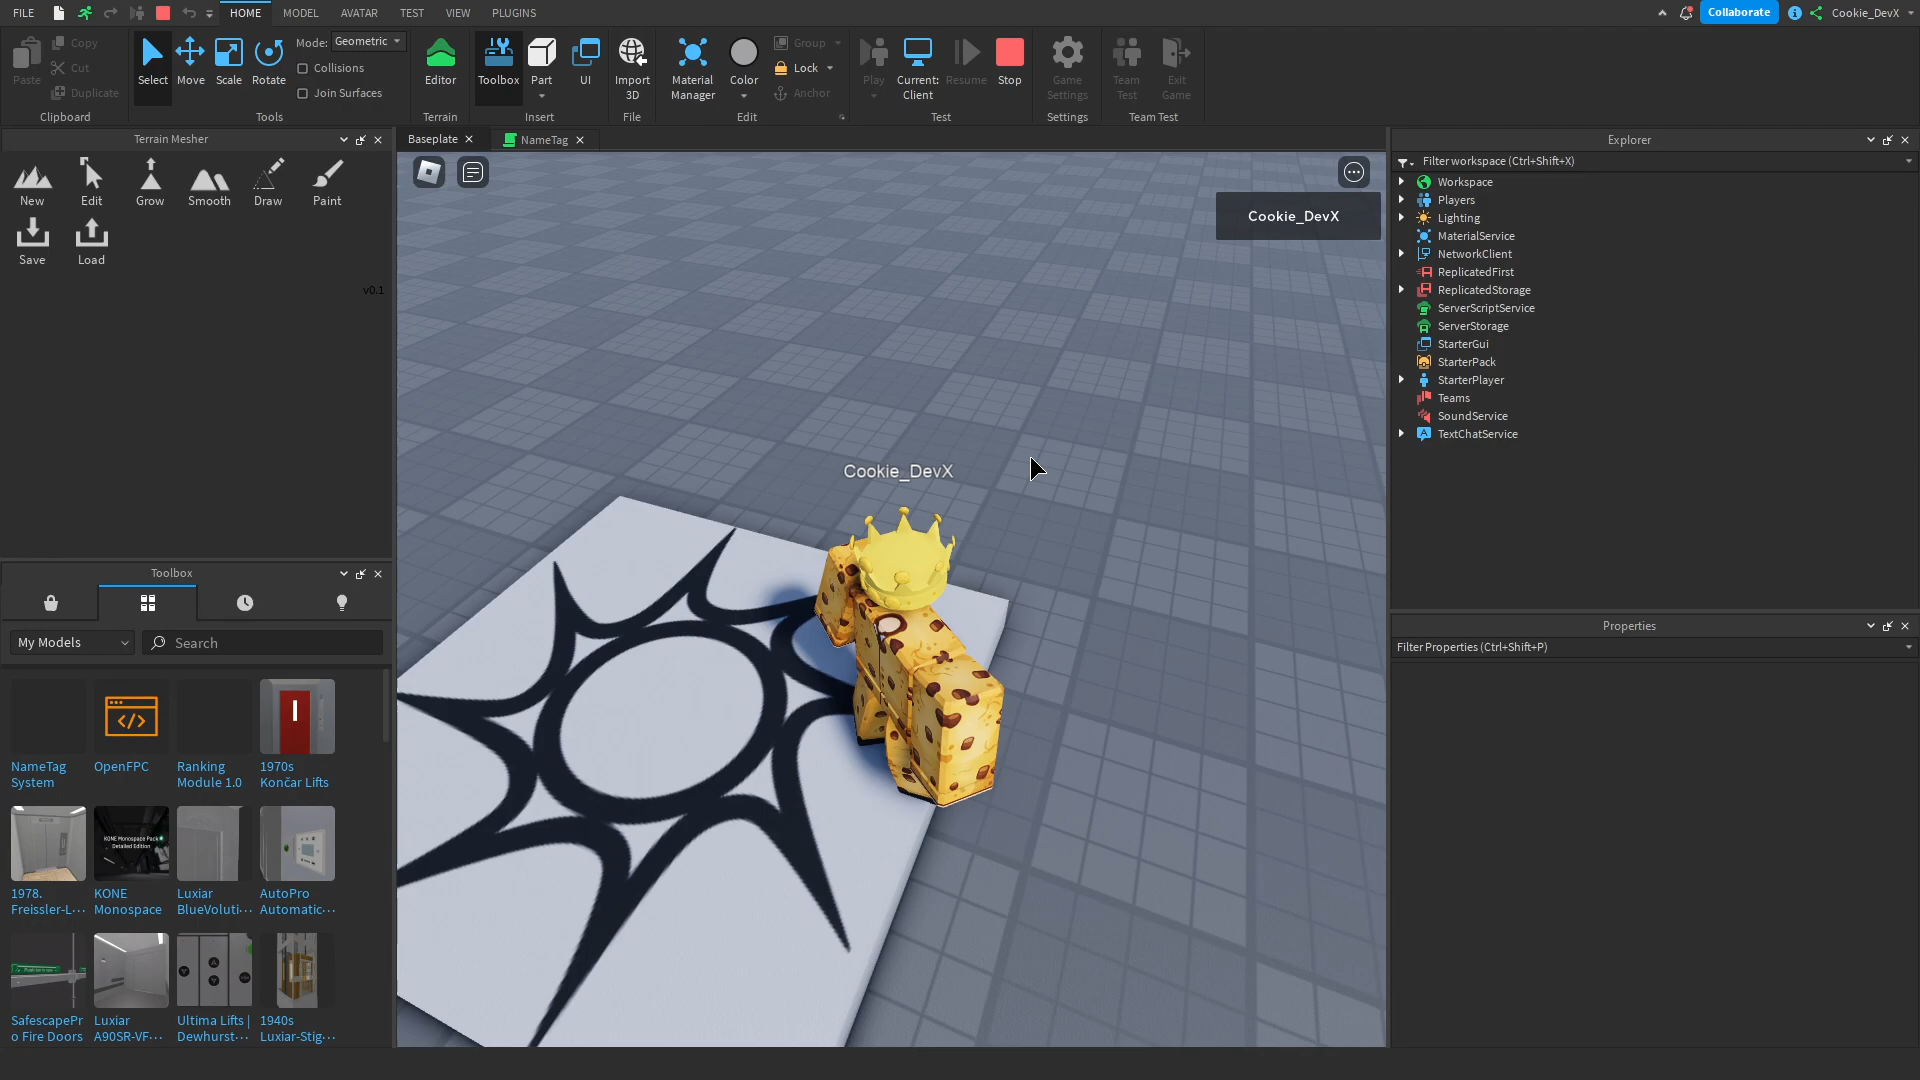 FILE HOME MODEL AVATAR TEST VIEW PLUGINS Collaborate Cookie_DevX
Paste Copy Cut Duplicate Clipboard
Select Move Scale Rotate
Mode: Geometric
Collisions
Join Surfaces
Tools
Editor
Terrain
Toolbox Part UI
Insert
Import
3D
File
Material
Manager
Color
Group
Lock
Anchor
Edit
Play
Current:
Client
Resume
Stop
Test
Game
Settings
Settings
Team
Test
Exit
Game
Team Test
Terrain Mesher
New Edit Grow Smooth Draw Paint
Save Load
v0.1
Baseplate
NameTag
Cookie_DevX
Cookie_DevX
Explorer
Filter workspace (Ctrl+Shift+X)
Workspace
Players
Lighting
MaterialService
NetworkClient
ReplicatedFirst
ReplicatedStorage
ServerScriptService
ServerStorage
StarterGui
StarterPack
StarterPlayer
Teams
SoundService
TextChatService
Properties
Filter Properties (Ctrl+Shift+P)
Toolbox
My Models
Search
NameTag
System
OpenFPC
Ranking
Module 1.0
1970s
Končar Lifts
KONE Monospace Pack
Detailed Edition
1978.
Freissler-L···
KONE
Monospace
Luxiar
BlueVoluti···
AutoPro
Automatic···
SafescapePr
o Fire Doors
Luxiar
A90SR-VF···
Ultima Lifts |
Dewhurst···
1940s
Luxiar-Stig···